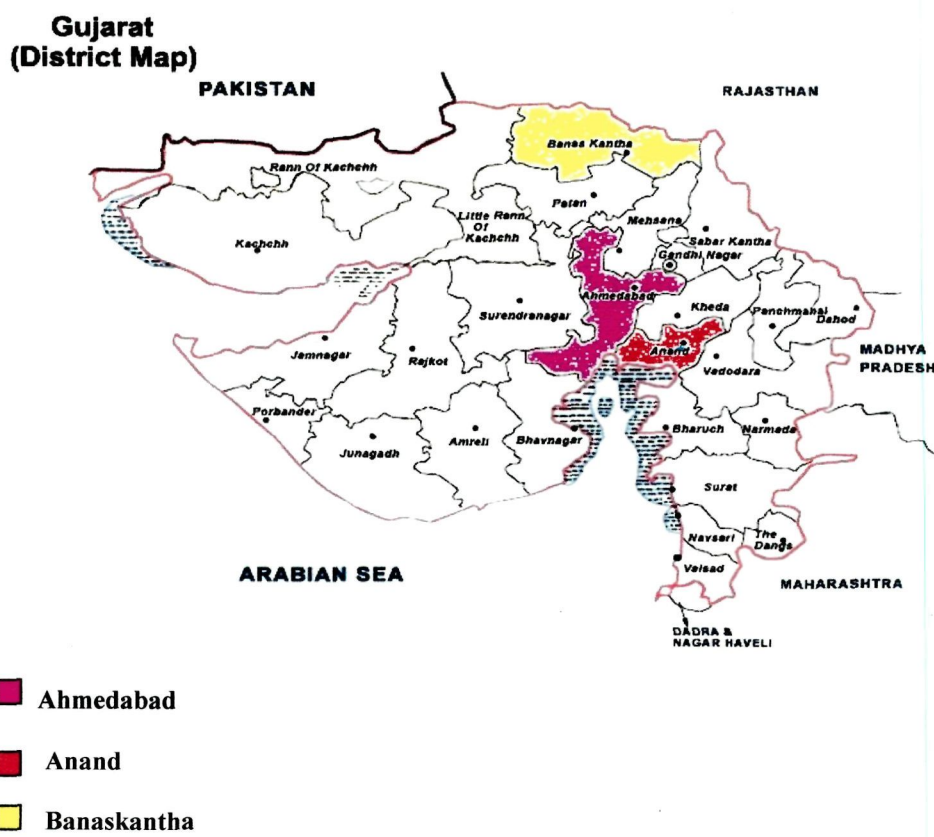 Gujarat
(District Map)
PAKISTAN
RAJASTHAN
Banas Kantha
Rann Of Kachchh
Patan
Mehsana
Little Rann
Of
Kachchh
Kachchh
Sabar Kantha
Gandhi Nagar
Ahmedabad
Surendranagar
Kheda
Panchmahal
Dahod
Jamnagar
Rajkot
Anand
Vadodara
MADHYA
PRADESH
Porbander
Junagadh
Amreli
Bhavnagar
Bharuch
Narmada
Surat
Navsari
The
Dangs
Valsad
ARABIAN SEA
MAHARASHTRA
DADRA &
NAGAR HAVELI
Ahmedabad
Anand
Banaskantha